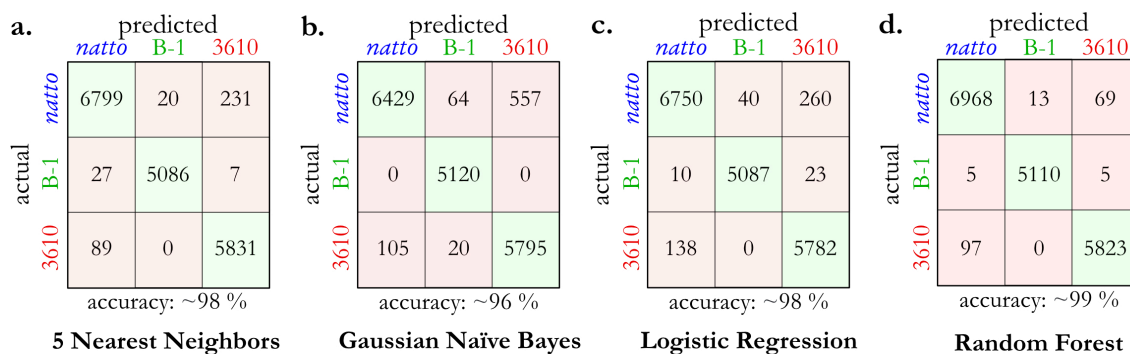 a.
predicted
natto B-1 3610
actual
natto 6799 20 231
B-1 27 5086 7
3610 89 0 5831
accuracy: ~98 %
5 Nearest Neighbors
b.
predicted
natto B-1 3610
natto 6429 64 557
B-1 0 5120 0
3610 105 20 5795
accuracy: ~96 %
Gaussian Naïve Bayes
c.
predicted
natto B-1 3610
actual
natto 6750 40 260
B-1 10 5087 23
3610 138 0 5782
accuracy: ~98 %
Logistic Regression
d.
predicted
natto B-1 3610
actual
natto 6968 13 69
B-1 5 5110 5
3610 97 0 5823
accuracy: ~99 %
Random Forest